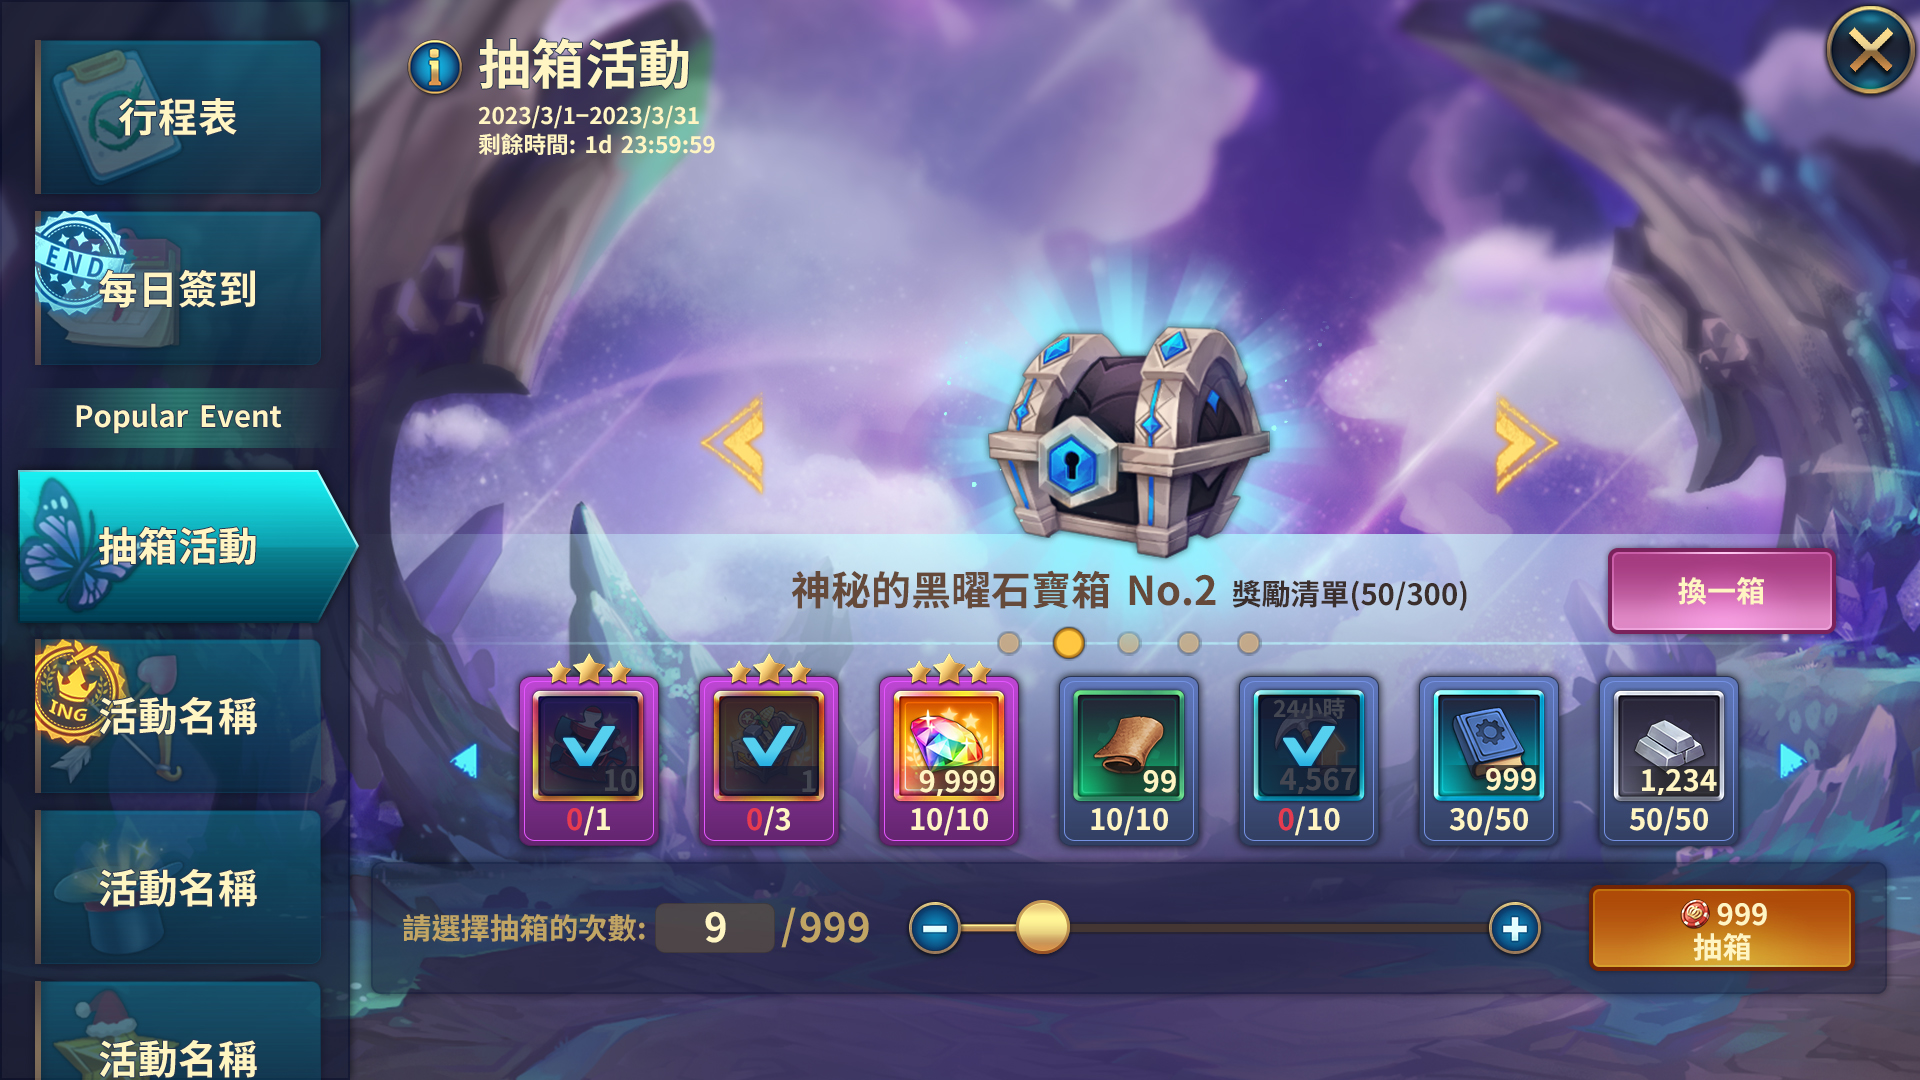 行程表
END
每日簽到
Popular Event
抽箱活動
ING
活動名稱
活動名稱
活動名稱
抽箱活動
2023/3/1-2023/3/31
剩餘時間: 1d 23:59:59
神秘的黑曜石寶箱 No.2 獎勵清單(50/300)
換一箱
10
0/1
1
0/3
9,999
10/10
99
10/10
24小時
4,567
0/10
999
30/50
1,234
50/50
請選擇抽箱的次數: 9 /999
999
抽箱